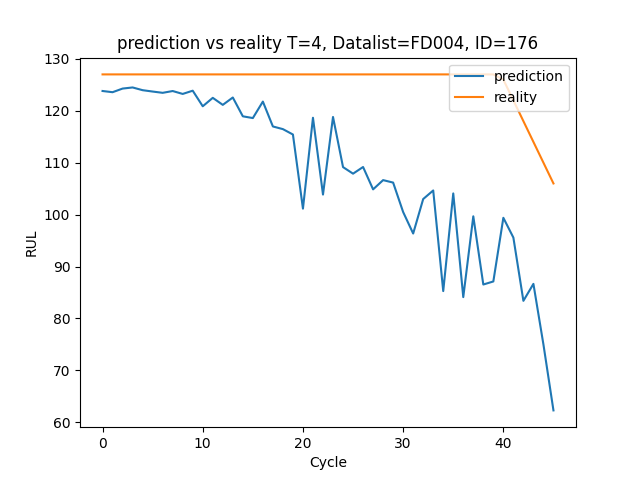 prediction vs reality T=4, Datalist=FD004, ID=176
prediction
reality
130
120
110
100
90
80
70
60
RUL
0 10 20 30 40
Cycle